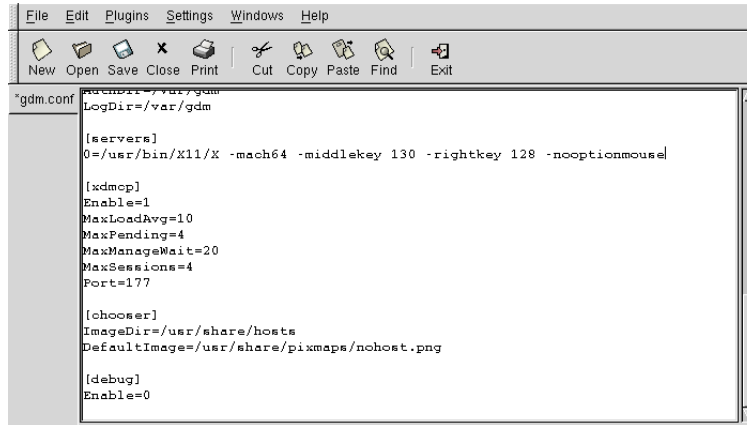 File Edit Plugins Settings Windows Help
New Open Save Close Print Cut Copy Paste Find Exit
*gdm.conf
LogDir=/var/gdm
[servers]
0=/usr/bin/X11/X -mach64 -middlekey 130 -rightkey 128 -nooptionmouse
[xdmcp]
Enable=1
MaxLoadAvg=10
MaxPending=4
MaxManageWait=20
MaxSessions=4
Port=177
[chooser]
ImageDir=/usr/share/hosts
DefaultImage=/usr/share/pixmaps/nohost.png
[debug]
Enable=0